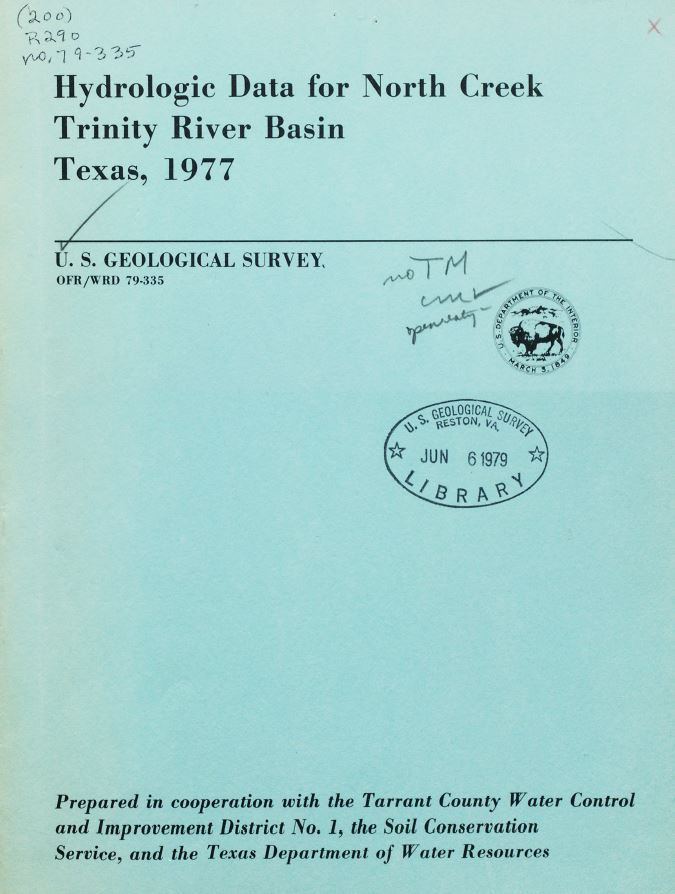 (200)
R290
no. 79-335
Hydrologic Data for North Creek
Trinity River Basin
Texas, 1977
U. S. GEOLOGICAL SURVEY
OFR/WRD 79-335
no TM
U.S. DEPARTMENT OF THE INTERIOR
MARCH 3, 1849
U. S. GEOLOGICAL SURVEY
RESTON, VA.
JUN 6 1979
LIBRARY
Prepared in cooperation with the Tarrant County Water Control
and Improvement District No. 1, the Soil Conservation
Service, and the Texas Department of Water Resources